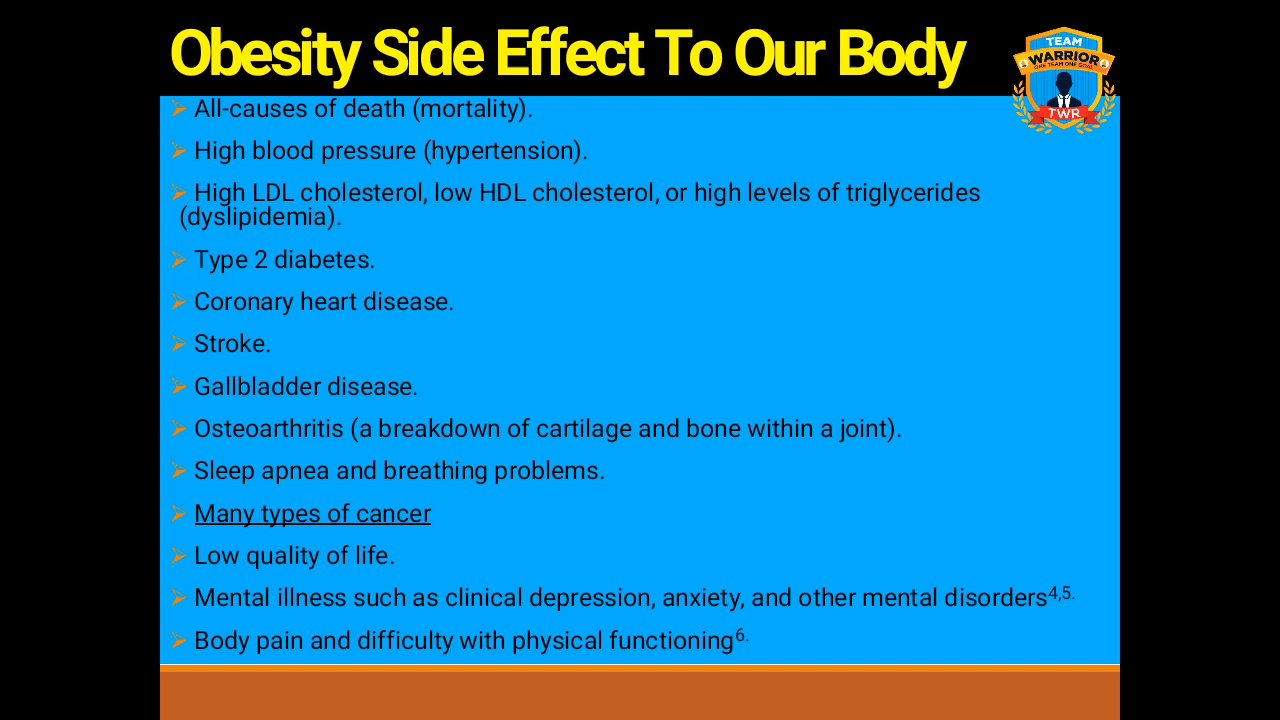 Obesity Side Effect To Our Body
TEAM
WARRIOR
ONE TEAM ONE GOAL
TWR
➢ All-causes of death (mortality).
➢ High blood pressure (hypertension).
➢ High LDL cholesterol, low HDL cholesterol, or high levels of triglycerides
(dyslipidemia).
➢ Type 2 diabetes.
➢ Coronary heart disease.
➢ Stroke.
➢ Gallbladder disease.
➢ Osteoarthritis (a breakdown of cartilage and bone within a joint).
➢ Sleep apnea and breathing problems.
➢ Many types of cancer
➢ Low quality of life.
➢ Mental illness such as clinical depression, anxiety, and other mental disorders4,5.
➢ Body pain and difficulty with physical functioning6.